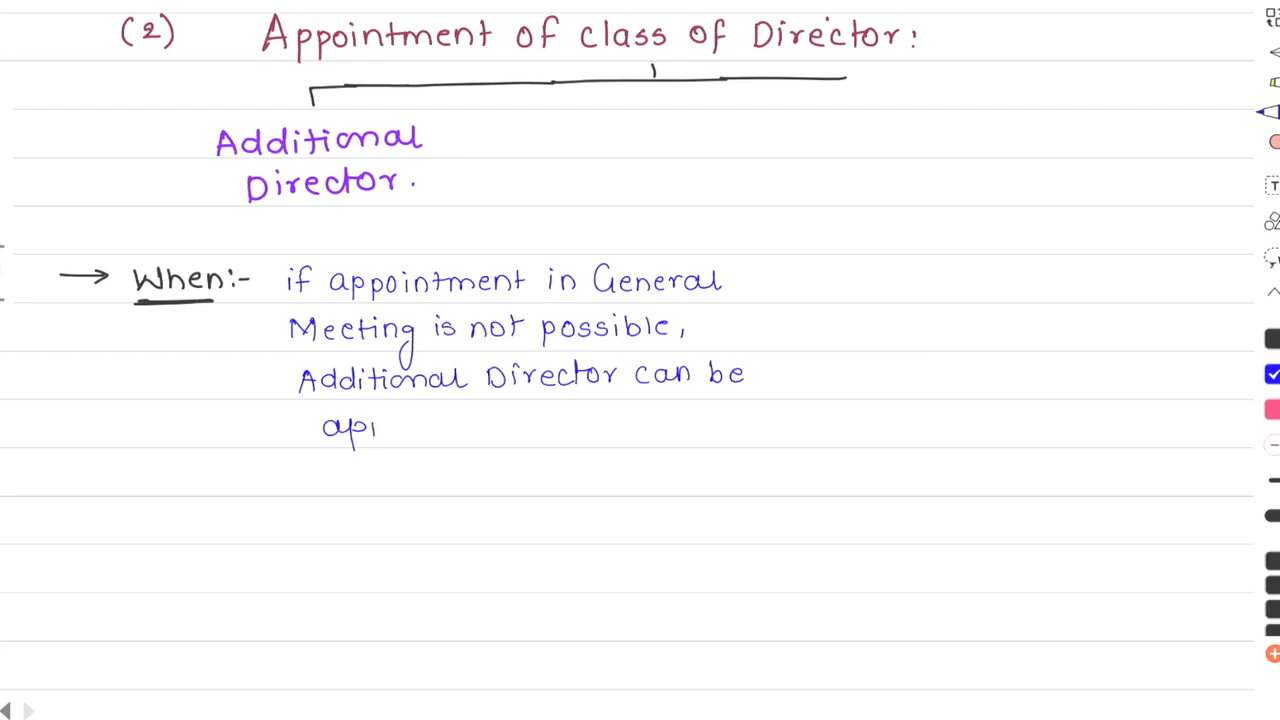 (2) Appointment of class of Director:
Additional
Director.
→ When:- if appointment in General
Meeting is not possible,
Additional Director can be